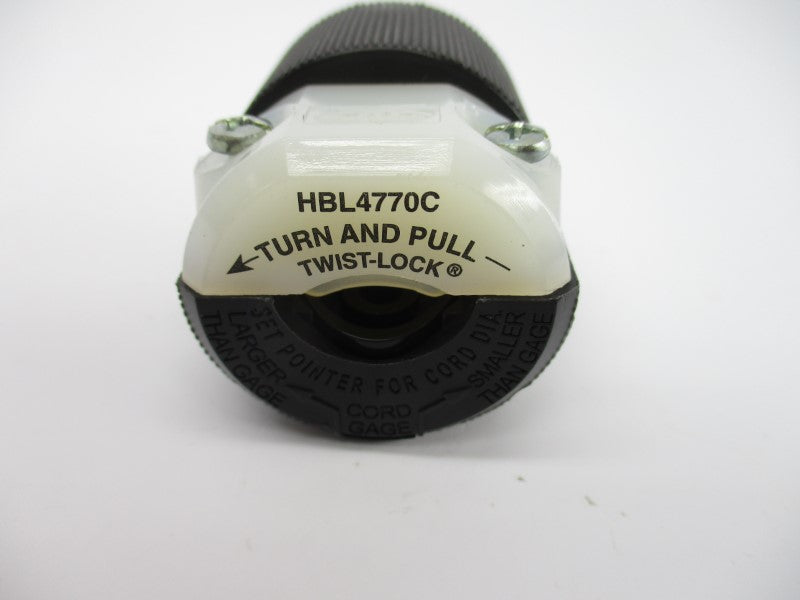 HBL4770C
TURN AND PULL
TWIST-LOCK®
SET POINTER FOR CORD DIA
LARGER
THAN GAGE
SMALLER
THAN GAGE
CORD
GAGE